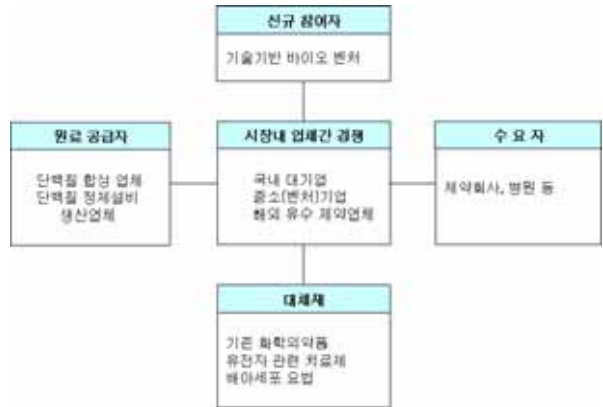 신규 참여자
기술기반 바이오 벤처
원료 공급자
단백질 합성 업체
단백질 정제설비
생산업체
시장내 업체간 경쟁
국내 대기업
중소(벤처)기업
해외 유수 제약업체
수 요 자
제약회사, 병원 등
대체재
기존 화학의약품
유전자 관련 치료제
배아세포 요법